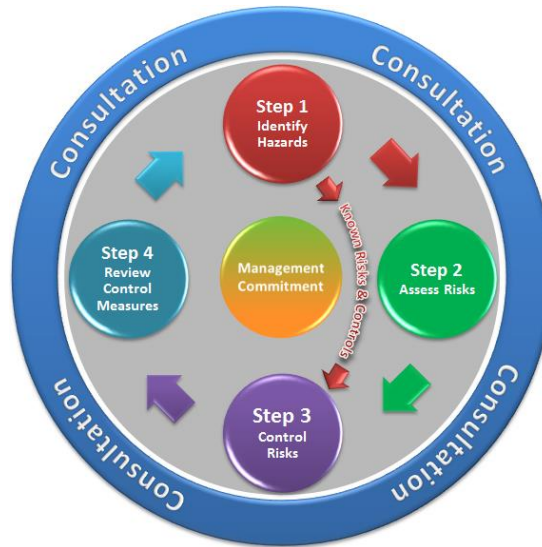 Consultation
Consultation
Step 1
Identify
Hazards
Known Risks & Controls
Step 4
Review
Control
Measures
Management
Commitment
Step 2
Assess Risks
Step 3
Control
Risks
Consultation
Consultation